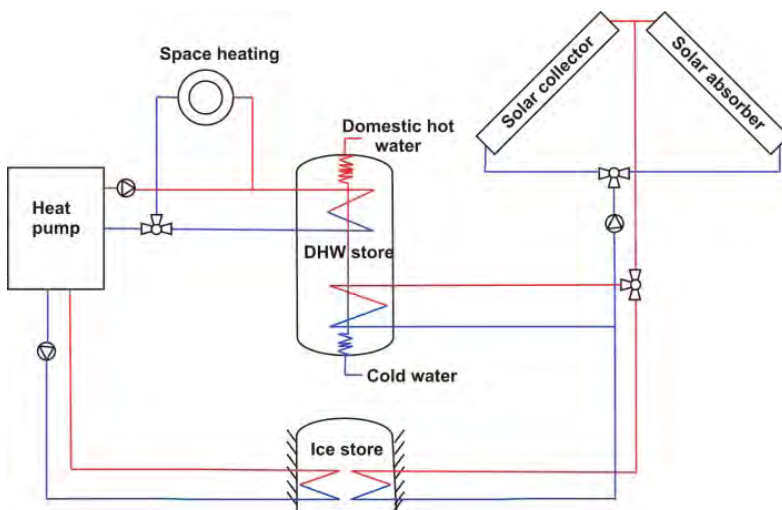 Space heating
Solar collector
Solar absorber
Domestic hot
water
Heat
pump
DHW store
Cold water
Ice store